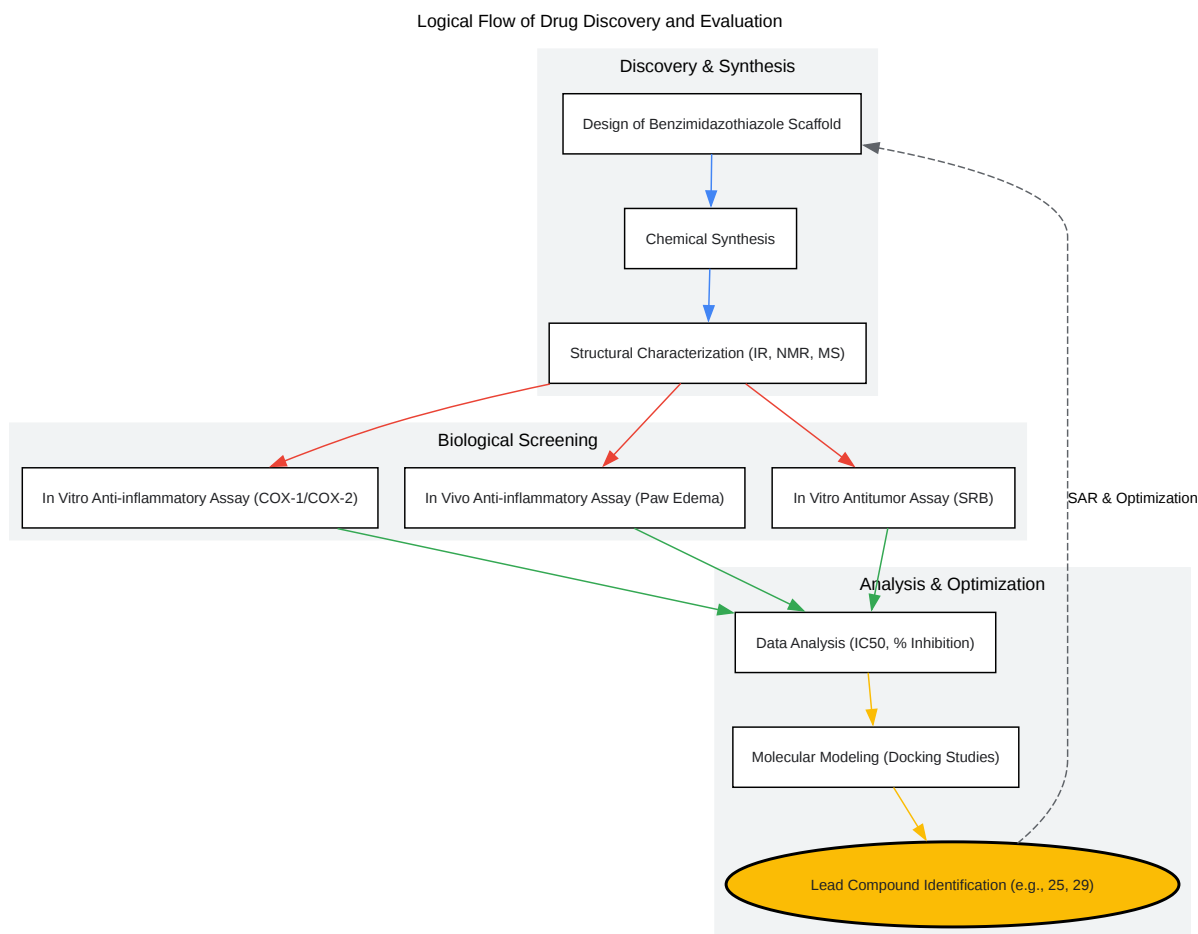 Logical Flow of Drug Discovery and Evaluation
Discovery & Synthesis
Design of Benzimidazothiazole Scaffold
Chemical Synthesis
Structural Characterization (IR, NMR, MS)
Biological Screening
In Vitro Anti-inflammatory Assay (COX-1/COX-2)
In Vivo Anti-inflammatory Assay (Paw Edema)
In Vitro Antitumor Assay (SRB)
SAR & Optimization
Analysis & Optimization
Data Analysis (IC50, % Inhibition)
Molecular Modeling (Docking Studies)
Lead Compound Identification (e.g., 25, 29)